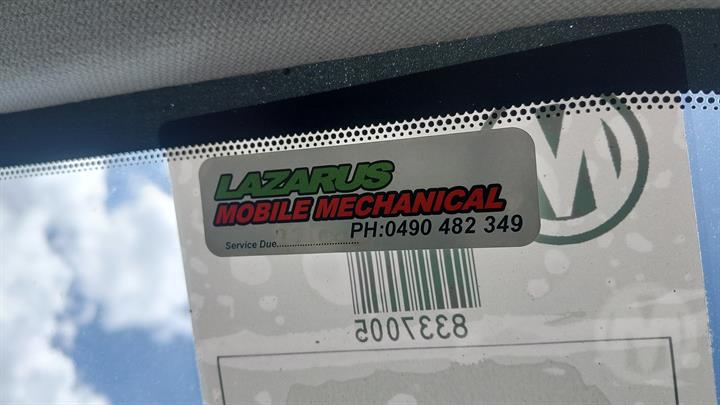 LAZARUS
MOBILE MECHANICAL
PH:0490 482 349
Service Due..............................
8337005